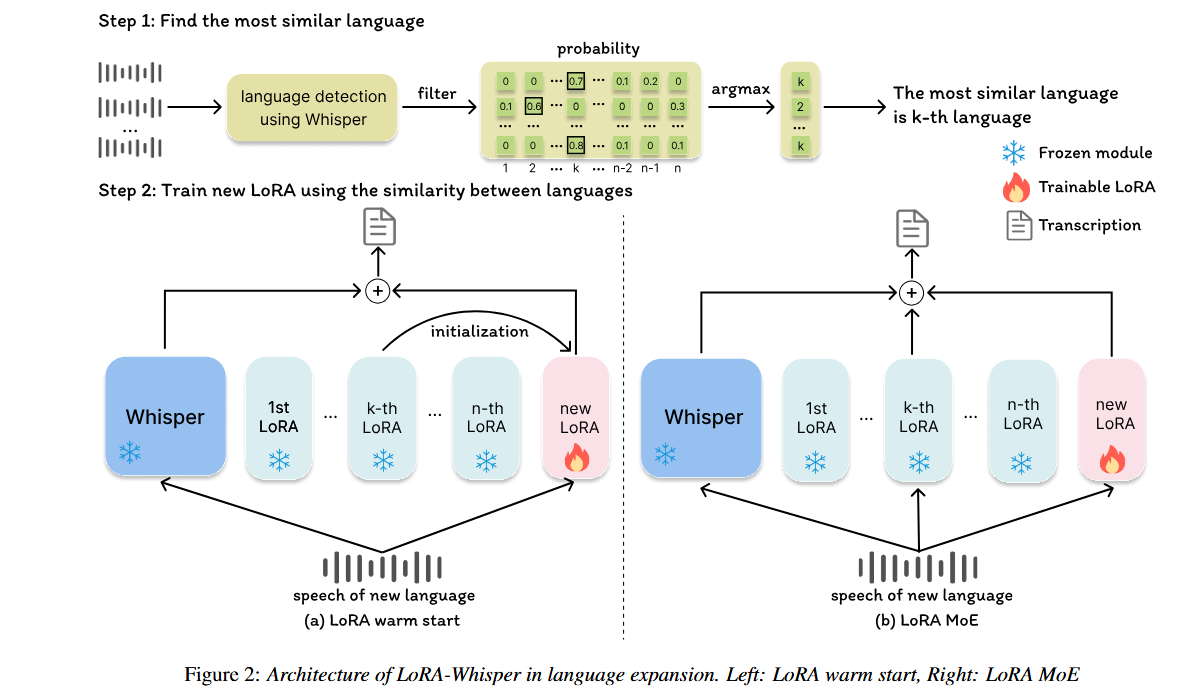 Step 1: Find the most similar language
probability
language detection
using Whisper
filter
0 0 ··· 0.7 ··· 0.1 0.2 0
0.1 0.6 ··· 0 ··· 0 0 0.3
··· ··· ··· ··· ···
0 0 ··· 0.8 ··· 0.1 0 0.1
1 2 ··· k ··· n-2 n-1 n
argmax
k
2
···
k
The most similar language
is k-th language
...
Frozen module
Trainable LoRA
Transcription
Step 2: Train new LoRA using the similarity between languages
+
initialization
Whisper
1st
LoRA
...
k-th
LoRA
...
n-th
LoRA
new
LoRA
speech of new language
(a) LoRA warm start
+
Whisper
1st
LoRA
...
k-th
LoRA
...
n-th
LoRA
new
LoRA
speech of new language
(b) LoRA MoE
Figure 2: Architecture of LoRA-Whisper in language expansion. Left: LoRA warm start, Right: LoRA MoE